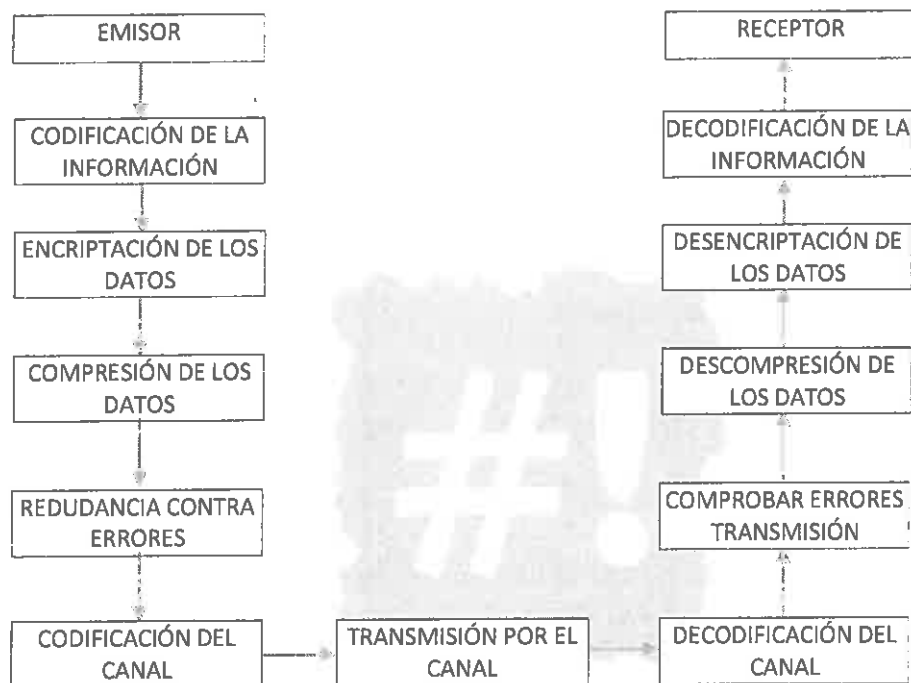 EMISOR
CODIFICACIÓN DE LA
INFORMACIÓN
ENCRIPTACIÓN DE LOS
DATOS
COMPRESIÓN DE LOS
DATOS
REDUDANCIA CONTRA
ERRORES
CODIFICACIÓN DEL
CANAL
TRANSMISIÓN POR EL
CANAL
DECODIFICACIÓN DEL
CANAL
COMPROBAR ERRORES
TRANSMISIÓN
DESCOMPRESIÓN DE
LOS DATOS
DESENCRIPTACIÓN DE
LOS DATOS
DECODIFICACIÓN DE LA
INFORMACIÓN
RECEPTOR
#!